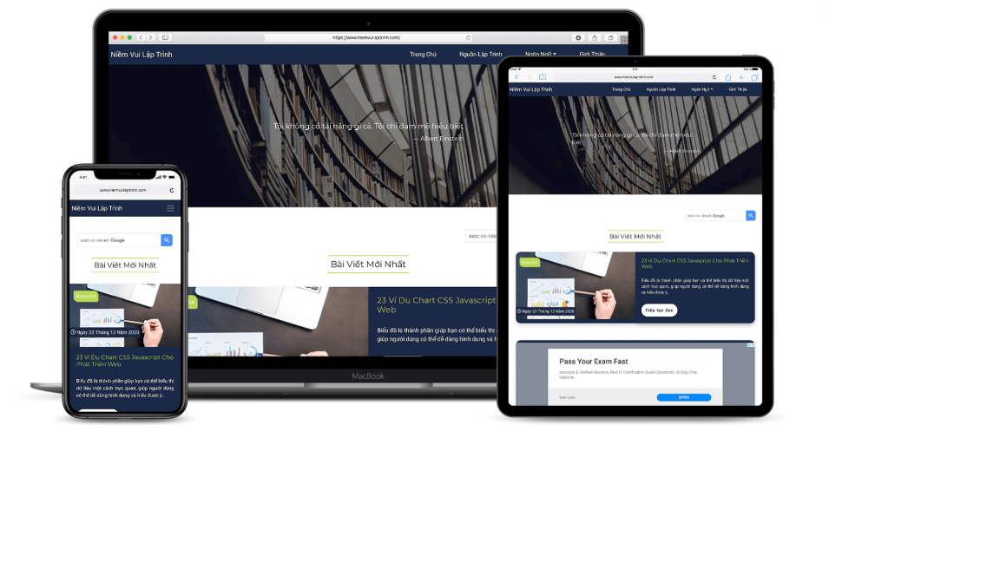 https://www.niemvuilaptrinh.com/
Niềm Vui Lập Trình
Trang Chủ
Nguồn Lập Trình
Ngôn Ngữ
Giới Thiệu
Tôi không có tài năng gì cả. Tôi chỉ đam mê hiểu biết
— Albert Einstein
ĐƯỢC CẢI TIẾN
Bài Viết Mới Nhất
23 Ví Dụ Chart CSS Javascript
Web
Biểu đồ là thành phần giúp bạn có thể biểu thị
giúp người dùng có thể dễ dàng hình dung và h
MacBook
9:41
www.niemvuilaptrinh.com
Niềm Vui Lập Trình
ĐƯỢC CẢI TIẾN BỞI Google
Bài Viết Mới Nhất
Resource
Ngày 23 Tháng 12 Năm 2020
23 Ví Dụ Chart CSS Javascript Cho
Phát Triển Web
Biểu đồ là thành phần giúp bạn có thể biểu thị
dữ liệu một cách trực quan, giúp người dùng
có thể dễ dàng hình dung và hiểu được ý...
iPad
100%
www.niemvuilaptrinh.com
Niềm Vui Lập Trình
Trang Chủ
Nguồn Lập Trình
Ngôn Ngữ
Giới Thiệu
Tôi không có tài năng gì cả. Tôi chỉ đam mê hiểu
biết
— Albert Einstein
ĐƯỢC CẢI TIẾN BỞI Google
Bài Viết Mới Nhất
Resource
Ngày 23 Tháng 12 Năm 2020
23 Ví Dụ Chart CSS Javascript Cho Phát Triển
Web
Biểu đồ là thành phần giúp bạn có thể biểu thị dữ liệu một
cách trực quan, giúp người dùng có thể dễ dàng hình dung
và hiểu được ý...
Tiếp tục đọc
Pass Your Exam Fast
Accurate & Verified Answers, Real IT Certification Exam Questions. 30 Day Free
Updates.
Exam-Labs
OPEN